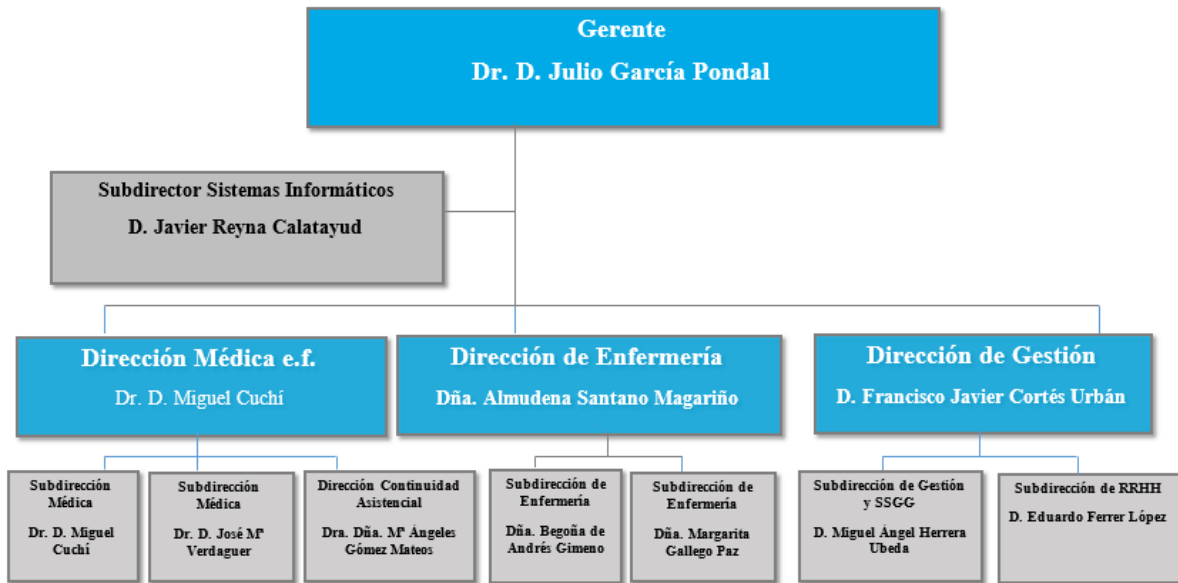 Gerente
Dr. D. Julio García Pondal
Subdirector Sistemas Informáticos
D. Javier Reyna Calatayud
Dirección Médica e.f.
Dr. D. Miguel Cuchí
Dirección de Enfermería
Dña. Almudena Santano Magariño
Dirección de Gestión
D. Francisco Javier Cortés Urbán
Subdirección
Médica
Dr. D. Miguel
Cuchí
Subdirección
Médica
Dr. D. José Mª
Verdaguer
Dirección Continuidad
Asistencial
Dra. Dña. Mª Ángeles
Gómez Mateos
Subdirección de
Enfermería
Dña. Begoña de
Andrés Gimeno
Subdirección de
Enfermería
Dña. Margarita
Gallego Paz
Subdirección de Gestión
y SSGG
D. Miguel Ángel Herrera
Ubeda
Subdirección de RRHH
D. Eduardo Ferrer López